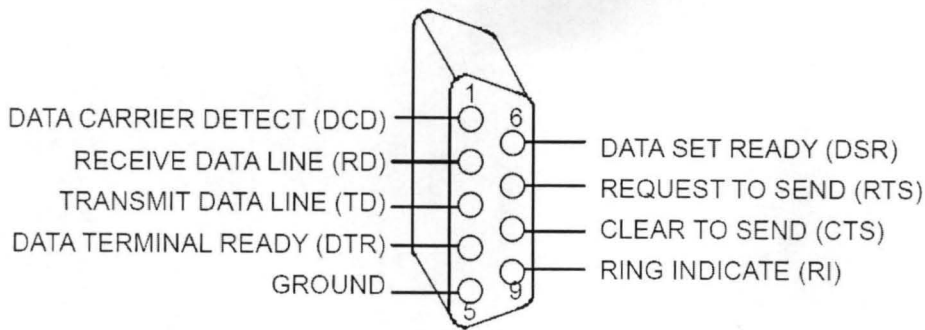 1
6
DATA CARRIER DETECT (DCD)
RECEIVE DATA LINE (RD)
TRANSMIT DATA LINE (TD)
DATA TERMINAL READY (DTR)
GROUND
5
DATA SET READY (DSR)
REQUEST TO SEND (RTS)
CLEAR TO SEND (CTS)
RING INDICATE (RI)
9